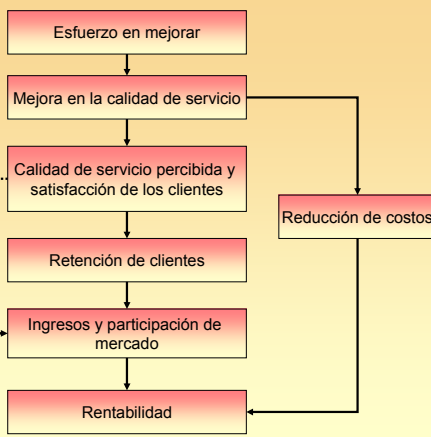 Esfuerzo en mejorar
Mejora en la calidad de servicio
Calidad de servicio percibida y
satisfacción de los clientes
Reducción de costos
Retención de clientes
Ingresos y participación de
mercado
Rentabilidad